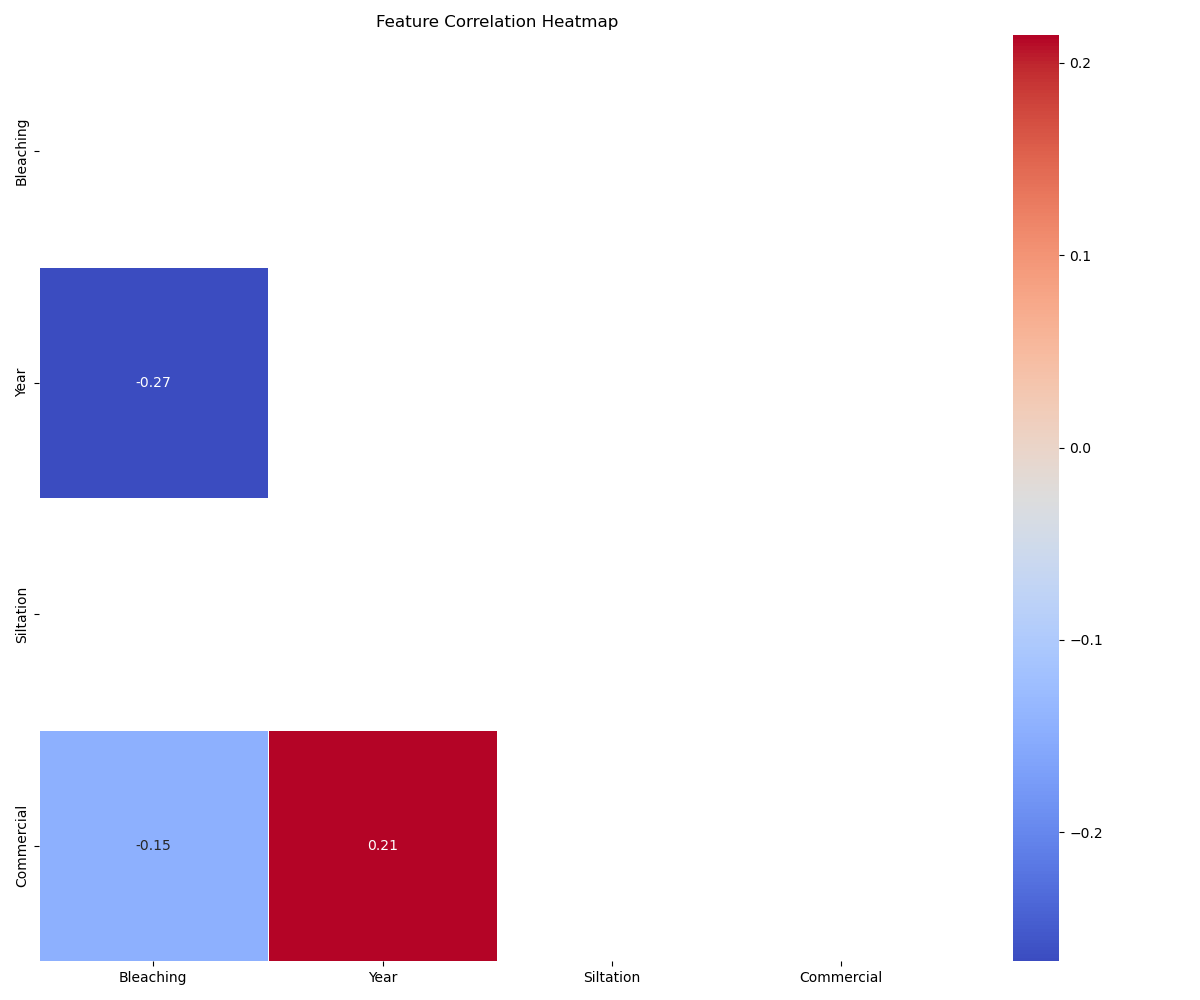 Feature Correlation Heatmap
Bleaching
Year
Siltation
Commercial
-0.27
-0.15
0.21
Bleaching
Year
Siltation
Commercial
0.2
0.1
0.0
−0.1
−0.2